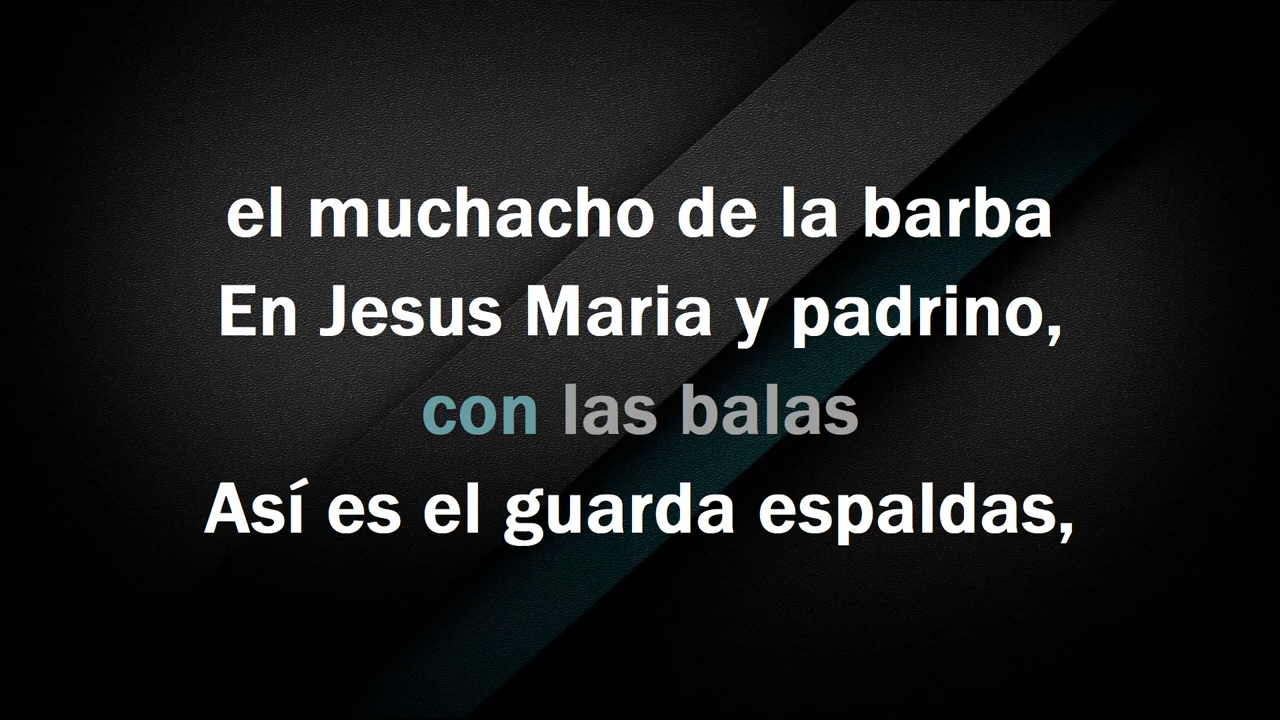 el muchacho de la barba
En Jesus Maria y padrino,
con las balas
Así es el guarda espaldas,